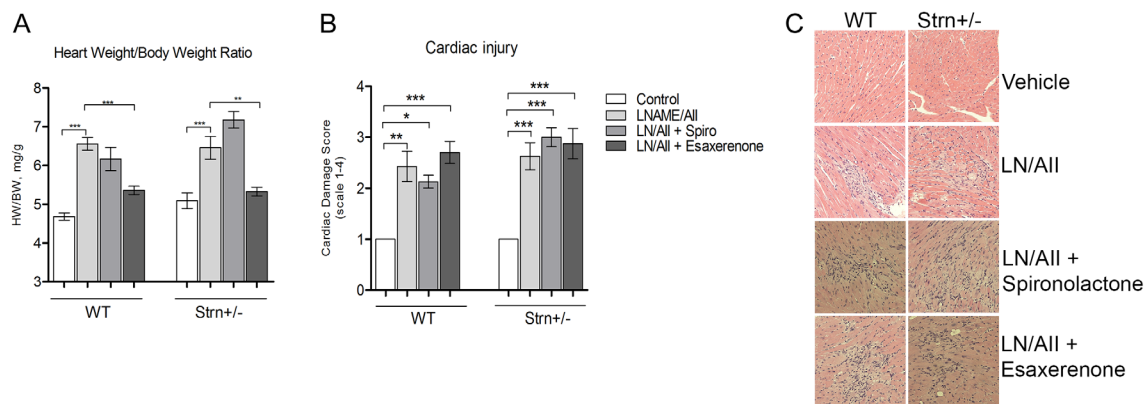 A
Heart Weight/Body Weight Ratio
HW/BW, mg/g
8
7
6
5
4
3
***
***
***
**
WT
Strn+/-
B
Cardiac injury
Cardiac Damage Score
(scale 1-4)
4
3
2
1
0
***
*
**
***
***
***
WT
Strn+/-
Control
LNAME/AII
LN/AII + Spiro
LN/AII + Esaxerenone
C
WT
Strn+/-
Vehicle
LN/AII
LN/AII +
Spironolactone
LN/AII +
Esaxerenone